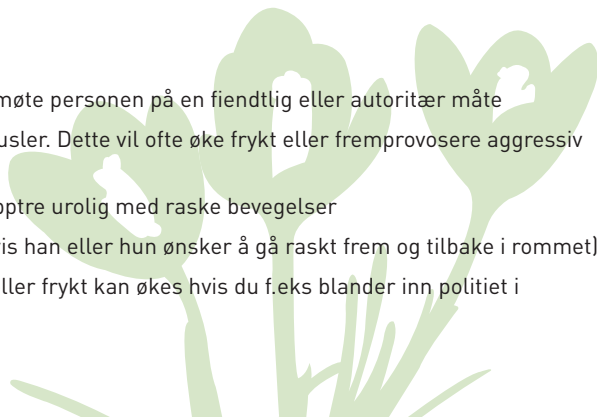 møte personen på en fiendtlig eller autoritær måte
usler. Dette vil ofte øke frykt eller fremprovosere aggressiv
optre urolig med raske bevegelser
is han eller hun ønsker å gå raskt frem og tilbake i rommet)
ller frykt kan økes hvis du f.eks blander inn politiet i